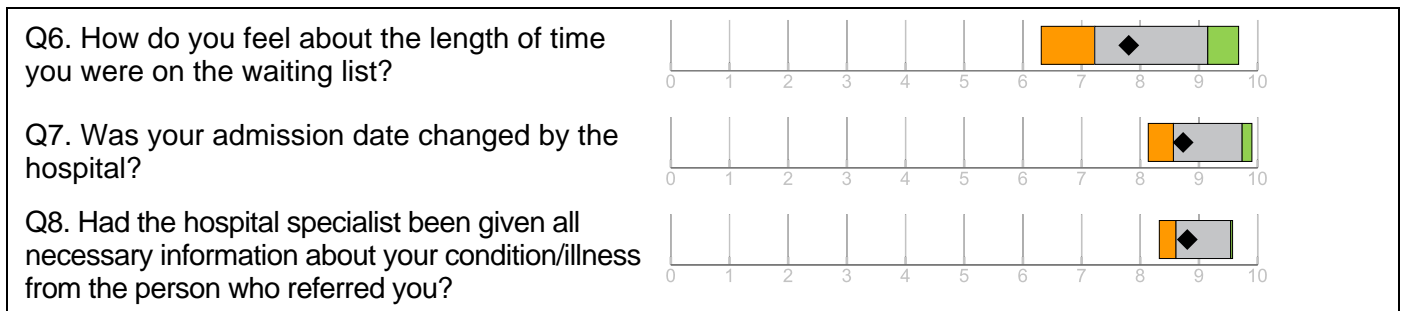 Q6. How do you feel about the length of time
you were on the waiting list?
0 1 2 3 4 5 6 7 8 9 10
Q7. Was your admission date changed by the
hospital?
0 1 2 3 4 5 6 7 8 9 10
Q8. Had the hospital specialist been given all
necessary information about your condition/illness
from the person who referred you?
0 1 2 3 4 5 6 7 8 9 10